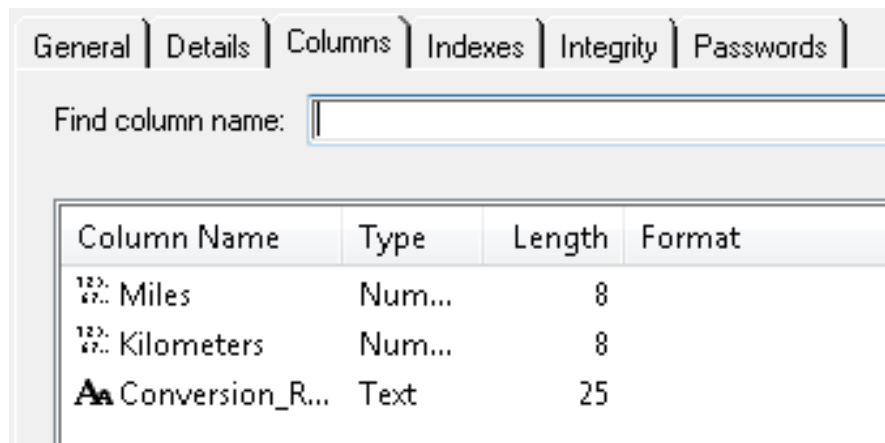 General Details Columns Indexes Integrity Passwords
Find column name:
Column Name Type Length Format
Miles Num... 8
Kilometers Num... 8
Conversion_R... Text 25